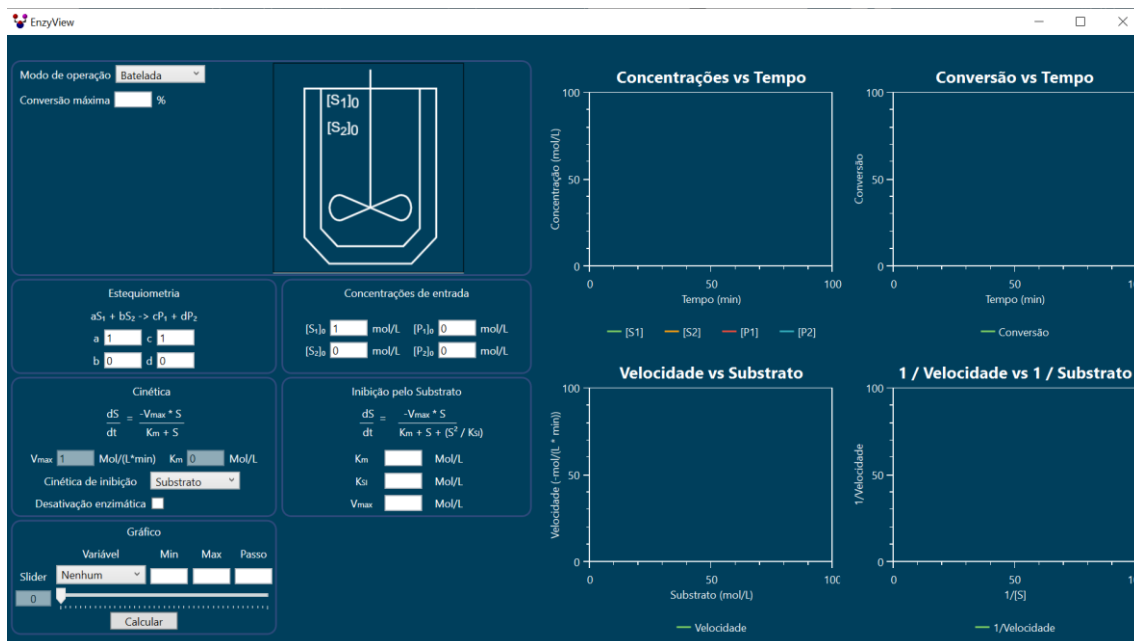 EnzyView
Modo de operação Batelada
Conversão máxima %
[S1]0
[S2]0
Estequiometria
aS₁ + bS₂ -> cP₁ + dP₂
a 1 c 1
b 0 d 0
Concentrações de entrada
[S₁]₀ 1 mol/L [P₁]₀ 0 mol/L
[S₂]₀ 0 mol/L [P₂]₀ 0 mol/L
Cinética
dS/dt = -Vmax * S / Km + S
Vmax 1 Mol/(L*min) Km 0 Mol/L
Cinética de inibição Substrato
Desativação enzimática
Inibição pelo Substrato
dS/dt = -Vmax * S / Km + S + (S² / KSI)
Km Mol/L
KSI Mol/L
Vmax Mol/L
Gráfico
Variável Min Max Passo
Slider Nenhum
0
Calcular
Concentrações vs Tempo
Concentração (mol/L)
100
50
0
0 50 100
Tempo (min)
[S1] [S2] [P1] [P2]
Conversão vs Tempo
Conversão
100
50
0
0 50
Tempo (min)
Conversão
Velocidade vs Substrato
Velocidade (-mol/(L * min))
100
50
0
0 50 100
Substrato (mol/L)
Velocidade
1 / Velocidade vs 1 / Substrato
1/Velocidade
100
50
0
0 50
1/[S]
1/Velocidade